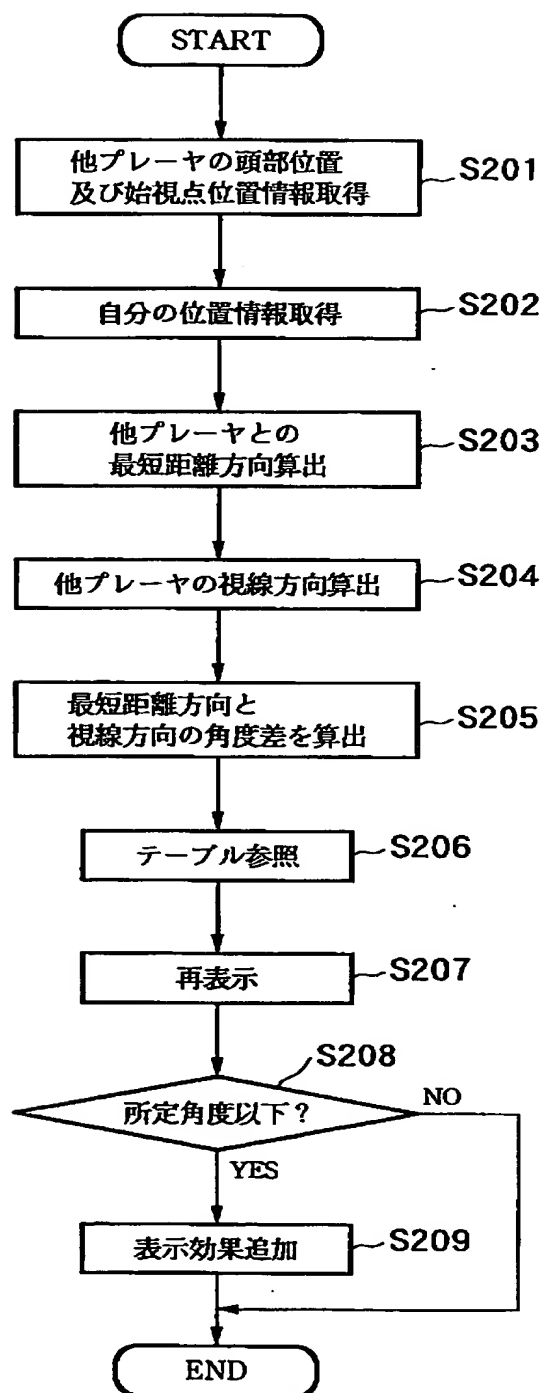 START
他プレーヤの頭部位置
及び始視点位置情報取得
S201
自分の位置情報取得
S202
他プレーヤとの
最短距離方向算出
S203
他プレーヤの視線方向算出
S204
最短距離方向と
視線方向の角度差を算出
S205
テーブル参照
S206
再表示
S207
S208
所定角度以下?
NO
YES
表示効果追加
S209
END